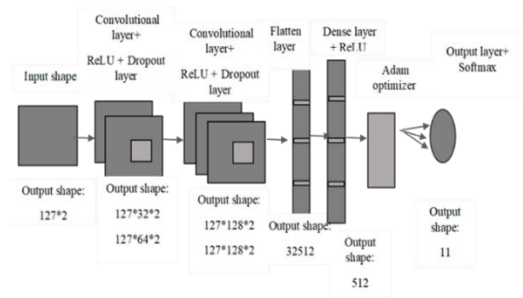 Input shape
Convolutional
layer+
ReLU + Dropout
layer
Convolutional
layer+
ReLU + Dropout
layer
Flatten
layer
Dense layer
+ ReLU
Adam
optimizer
Output layer+
Softmax
Output shape:
127*2
Output shape:
127*32*2
127*64*2
Output shape:
127*128*2
127*128*2
Output shape:
32512
Output
shape:
512
Output
shape:
11